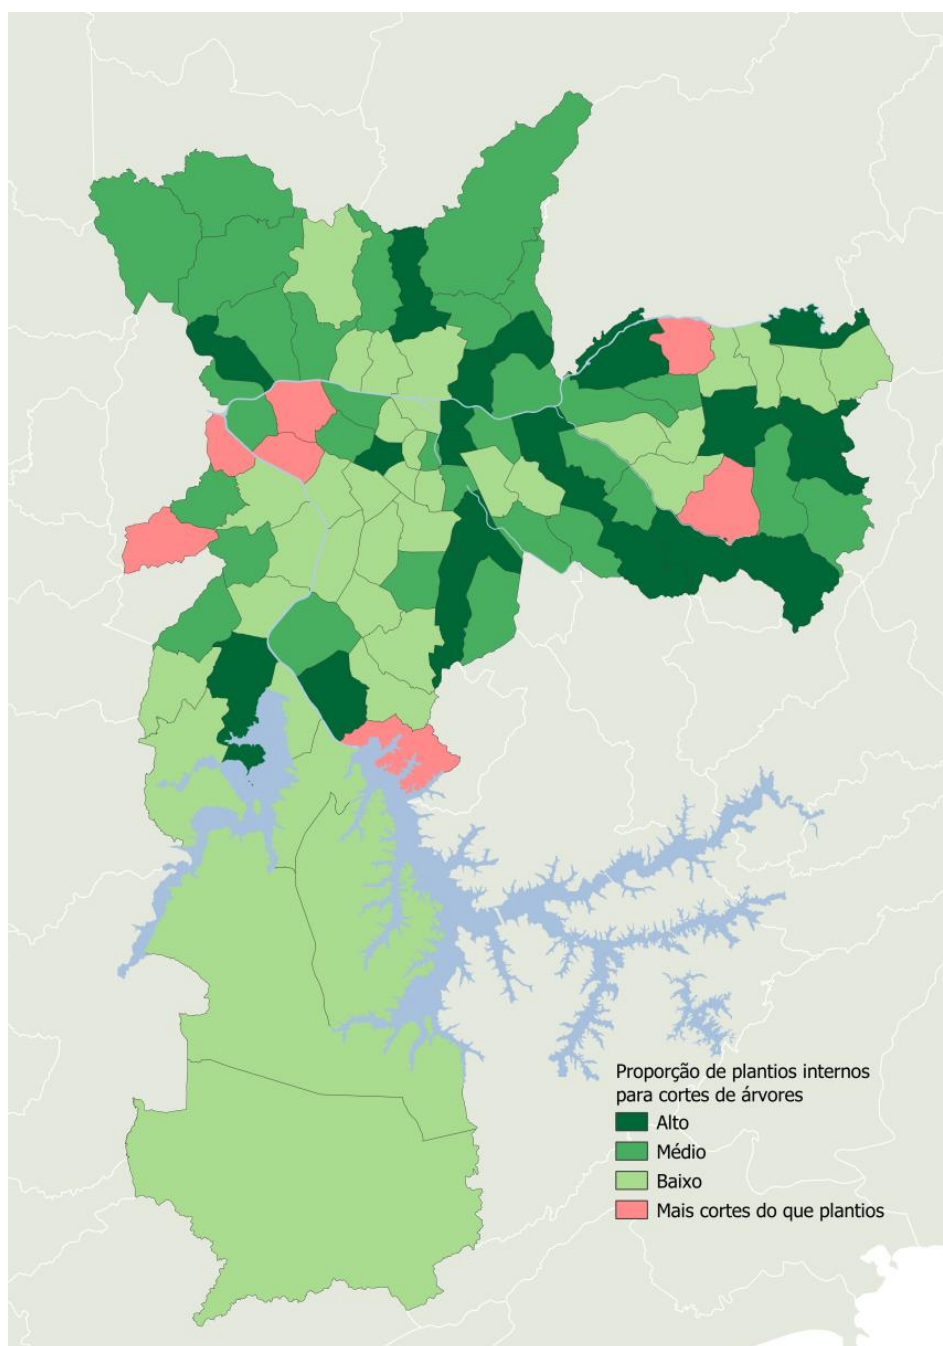 Proporção de plantios internos
para cortes de árvores
Alto
Médio
Baixo
Mais cortes do que plantios